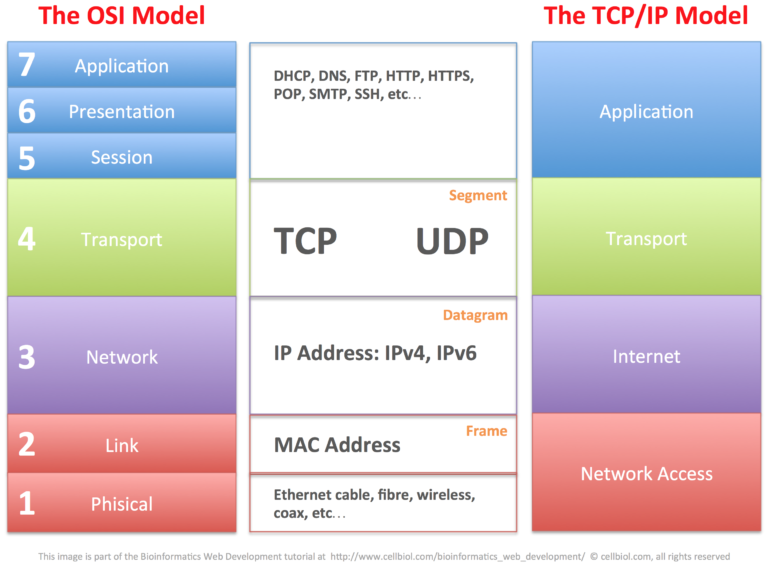 The OSI Model
The TCP/IP Model
7 Application
6 Presentation
5 Session
4 Transport
3 Network
2 Link
1 Phisical
DHCP, DNS, FTP, HTTP, HTTPS,
POP, SMTP, SSH, etc…
Segment
TCP UDP
Datagram
IP Address: IPv4, IPv6
Frame
MAC Address
Ethernet cable, fibre, wireless,
coax, etc…
Application
Transport
Internet
Network Access
This image is part of the Bioinformatics Web Development tutorial at http://www.cellbiol.com/bioinformatics_web_development/ © cellbiol.com, all rights reserved